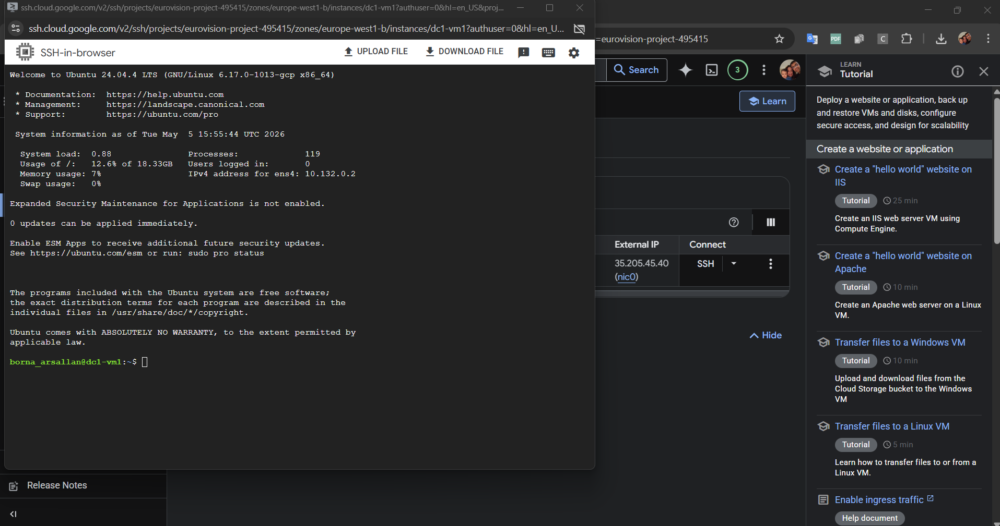 ssh.cloud.google.com/v2/ssh/projects/eurovision-project-495415/zones/europe-west1-b/instances/dc1-vm1?authuser=0&hl=en_US&proj...
ssh.cloud.google.com/v2/ssh/projects/eurovision-project-495415/zones/europe-west1-b/instances/dc1-vm1?authuser=0&hl=en_U...
SSH-in-browser
UPLOAD FILE
DOWNLOAD FILE
Welcome to Ubuntu 24.04.4 LTS (GNU/Linux 6.17.0-1013-gcp x86_64)
* Documentation:  https://help.ubuntu.com
* Management:     https://landscape.canonical.com
* Support:        https://ubuntu.com/pro
System information as of Tue May  5 15:55:44 UTC 2026
System load:  0.88               Processes:             119
Usage of /:   12.6% of 18.33GB   Users logged in:       0
Memory usage: 7%                 IPv4 address for ens4: 10.132.0.2
Swap usage:   0%
Expanded Security Maintenance for Applications is not enabled.
0 updates can be applied immediately.
Enable ESM Apps to receive additional future security updates.
See https://ubuntu.com/esm or run: sudo pro status
The programs included with the Ubuntu system are free software;
the exact distribution terms for each program are described in the
individual files in /usr/share/doc/*/copyright.
Ubuntu comes with ABSOLUTELY NO WARRANTY, to the extent permitted by
applicable law.
borna_arsallan@dc1-vm1:~$
Release Notes
=eurovision-project-495415
PDF
C
Search
3
Learn
External IP
Connect
35.205.45.40
(nic0)
SSH
Hide
LEARN
Tutorial
Deploy a website or application, back up
and restore VMs and disks, configure
secure access, and design for scalability
Create a website or application
Create a "hello world" website on
IIS
Tutorial
25 min
Create an IIS web server VM using
Compute Engine.
Create a "hello world" website on
Apache
Tutorial
10 min
Create an Apache web server on a Linux
VM.
Transfer files to a Windows VM
Tutorial
10 min
Upload and download files from the
Cloud Storage bucket to the Windows
VM
Transfer files to a Linux VM
Tutorial
5 min
Learn how to transfer files to or from a
Linux VM.
Enable ingress traffic
Help document